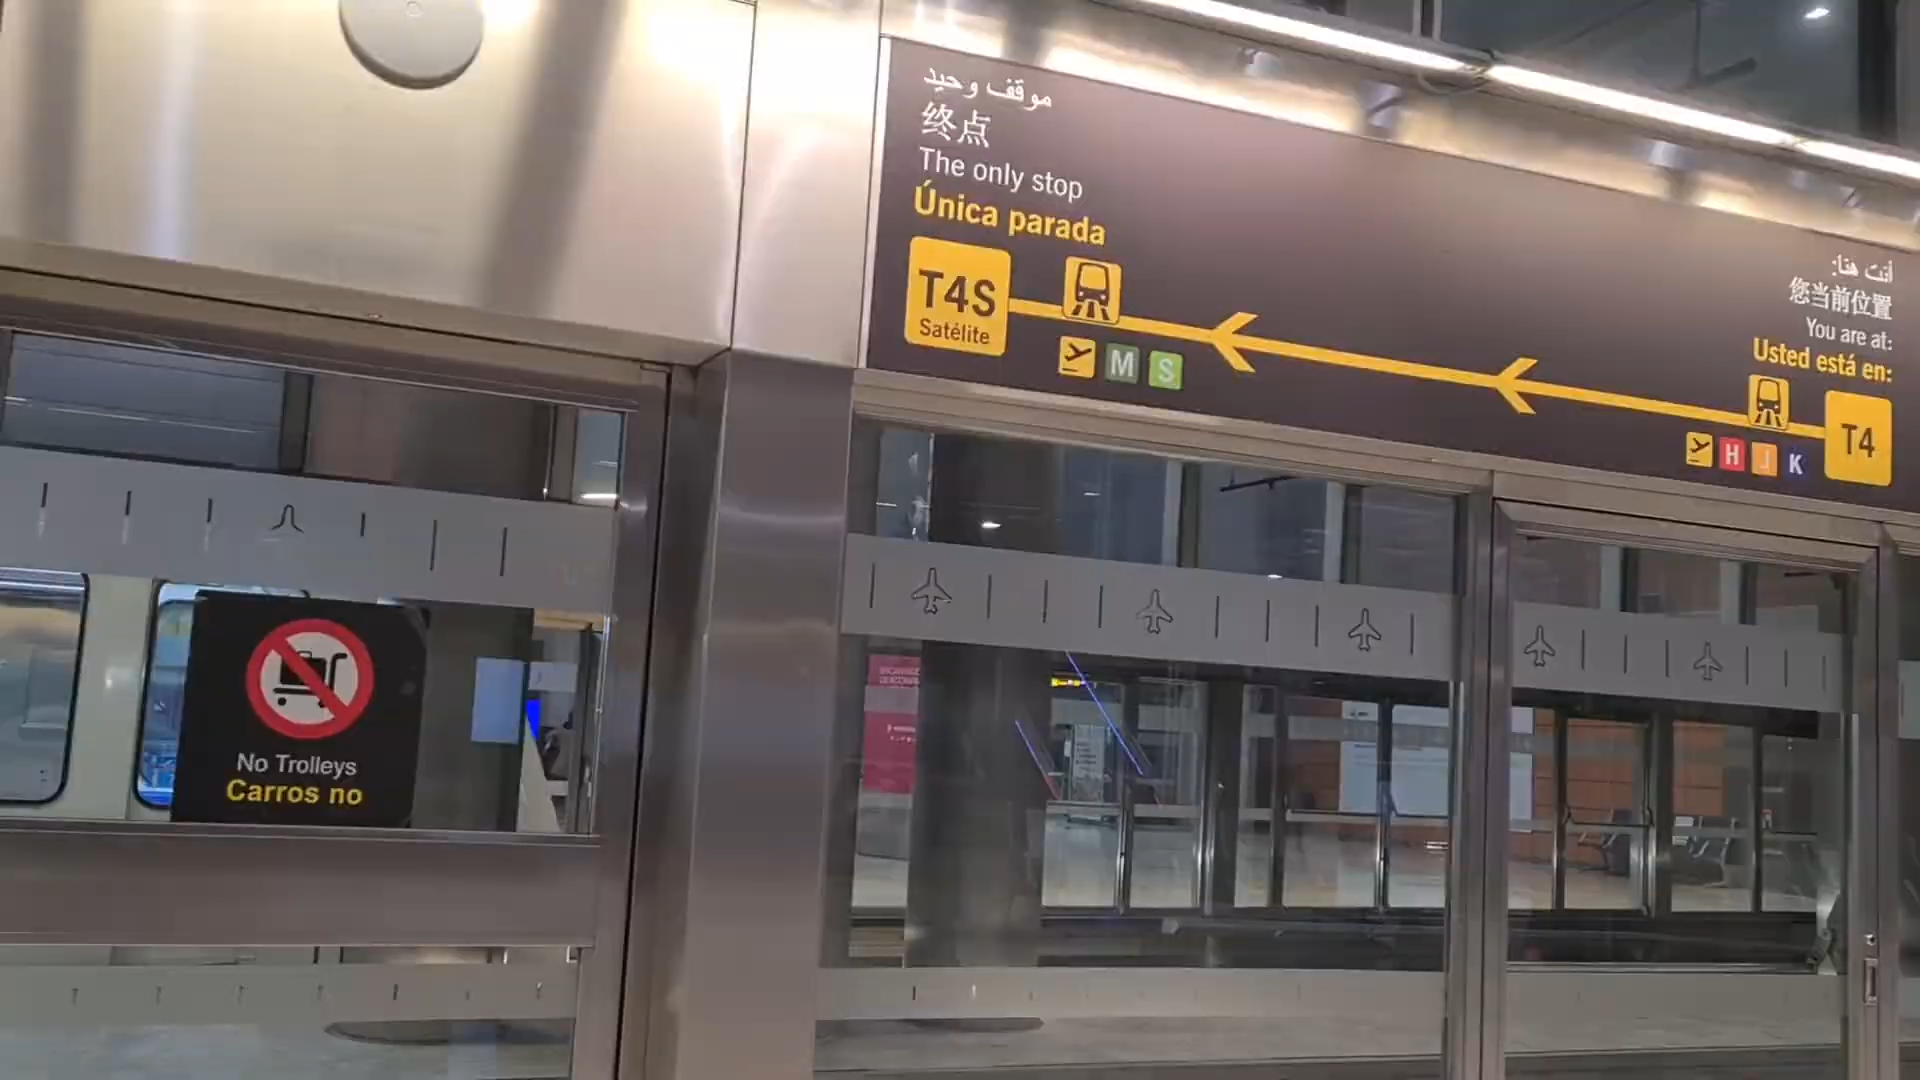 موقف وحيد
终点
The only stop
Única parada
T4S
Satélite
M S
أنت هنا:
您当前位置
You are at:
Usted está en:
H J K
T4
No Trolleys
Carros no